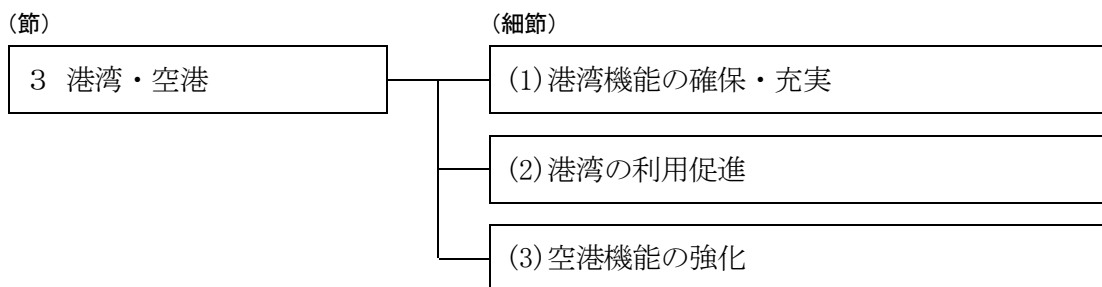 （節）
（細節）
３ 港湾・空港
(1)港湾機能の確保・充実
(2)港湾の利用促進
(3)空港機能の強化